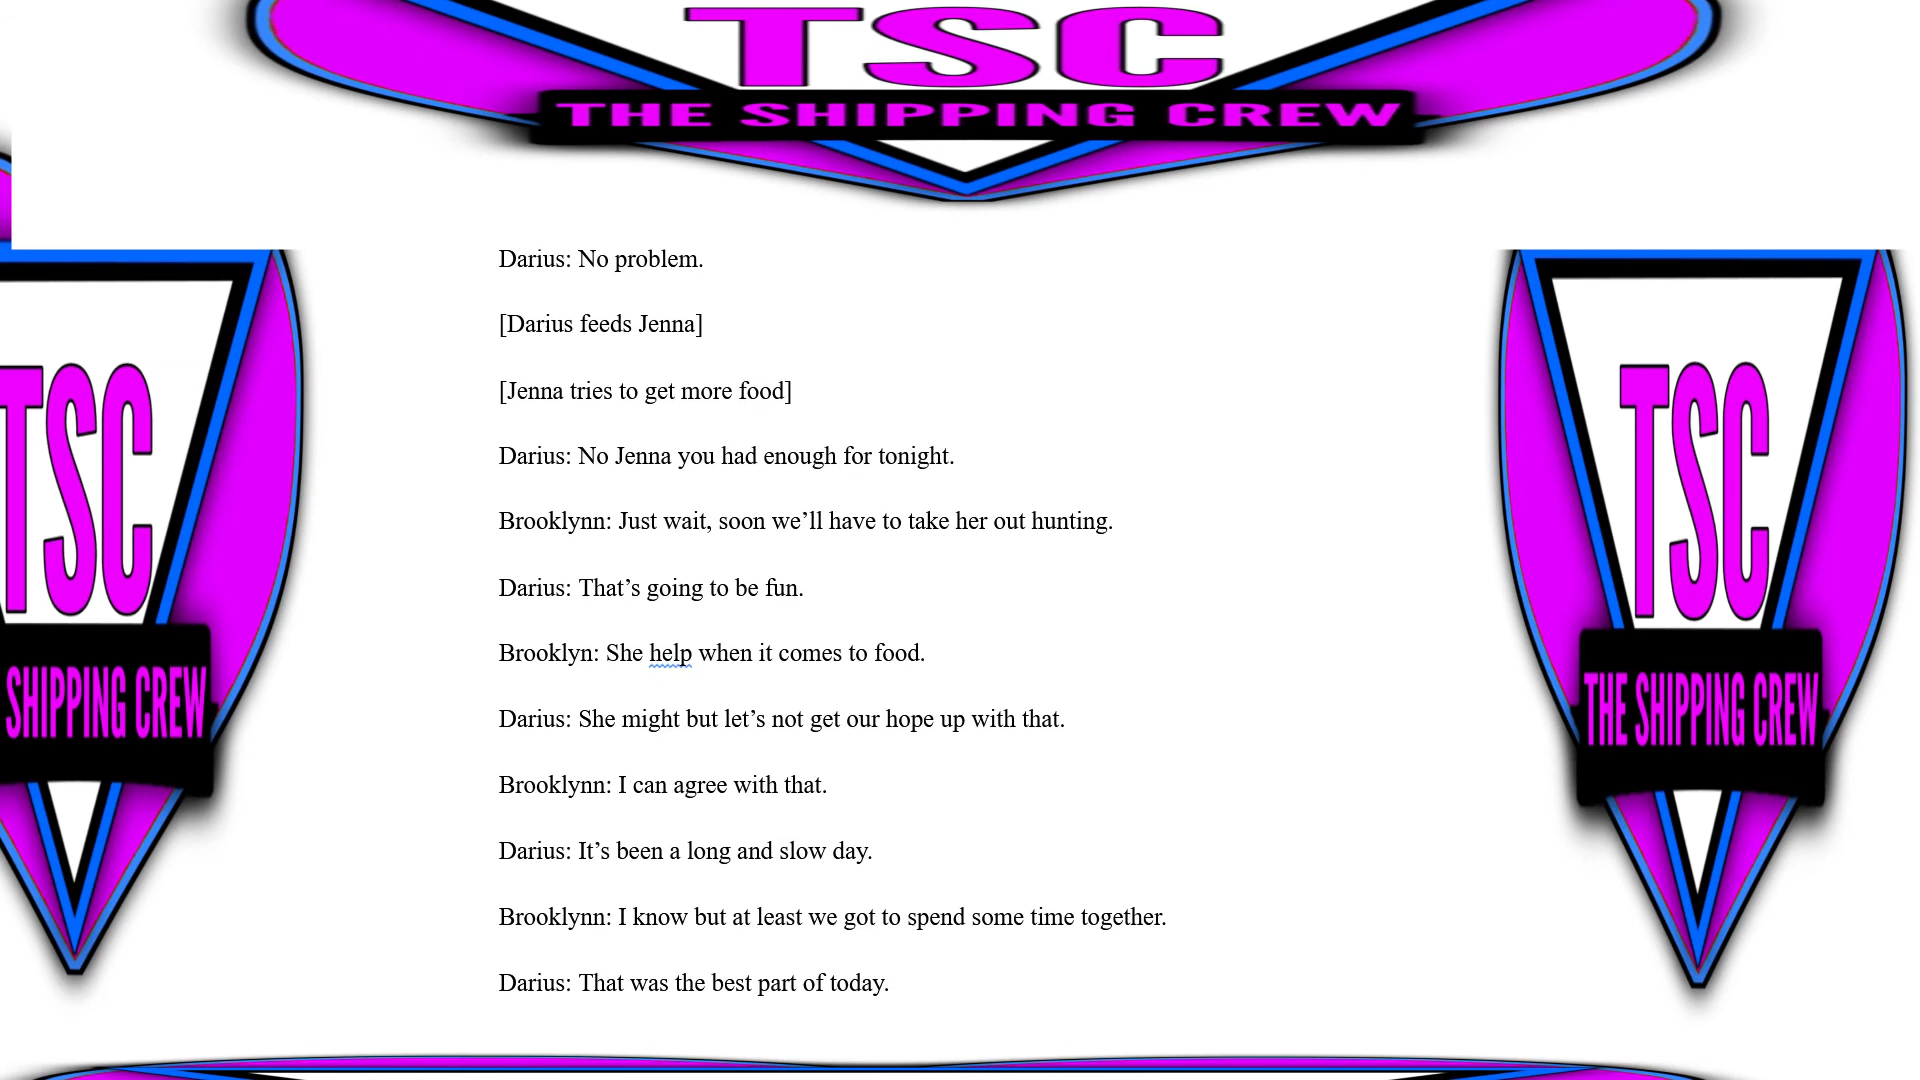 TSC
THE SHIPPING CREW
Darius: No problem.
[Darius feeds Jenna]
[Jenna tries to get more food]
Darius: No Jenna you had enough for tonight.
Brooklynn: Just wait, soon we’ll have to take her out hunting.
Darius: That’s going to be fun.
Brooklyn: She help when it comes to food.
Darius: She might but let’s not get our hope up with that.
Brooklynn: I can agree with that.
Darius: It’s been a long and slow day.
Brooklynn: I know but at least we got to spend some time together.
Darius: That was the best part of today.
TSC
SHIPPING CREW
TSC
THE SHIPPING CREW